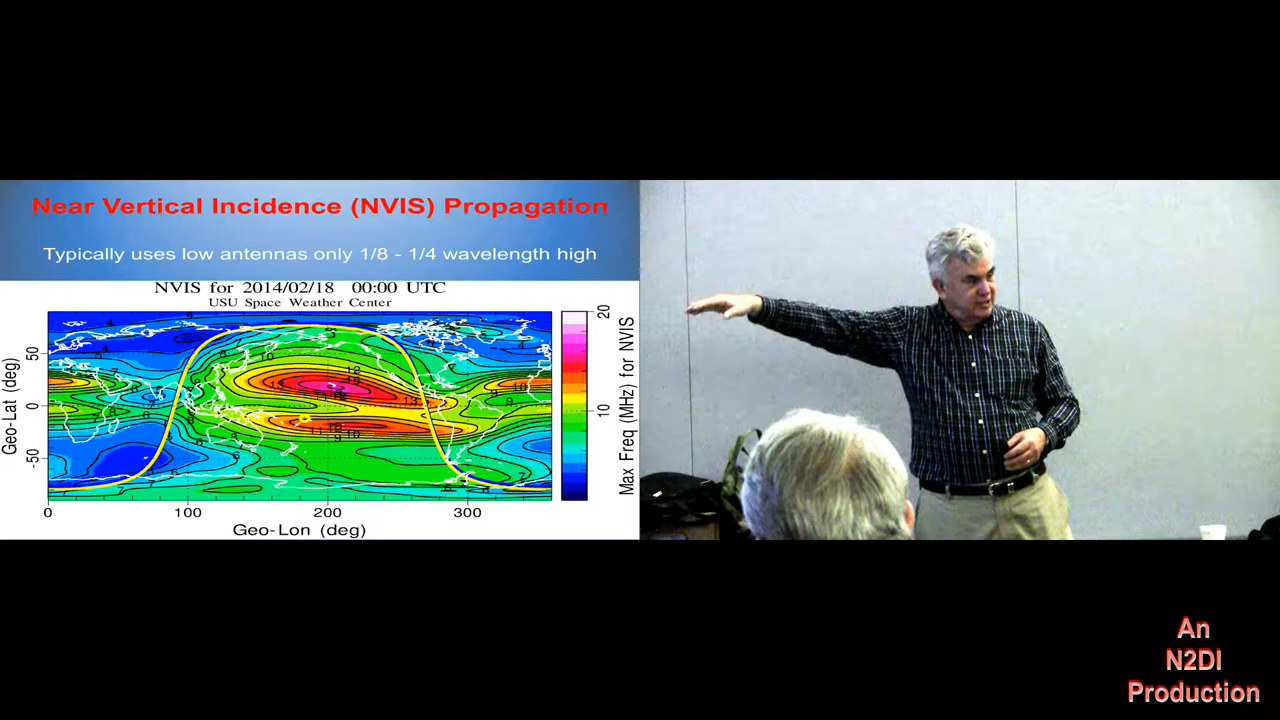 Near Vertical Incidence (NVIS) Propagation
Typically uses low antennas only 1/8 - 1/4 wavelength high
NVIS for 2014/02/18 00:00 UTC
USU Space Weather Center
Geo-Lat (deg)
50
0
-50
0
100
200
300
Geo-Lon (deg)
20
10
Max Freq (MHz) for NVIS
An
N2DI
Production